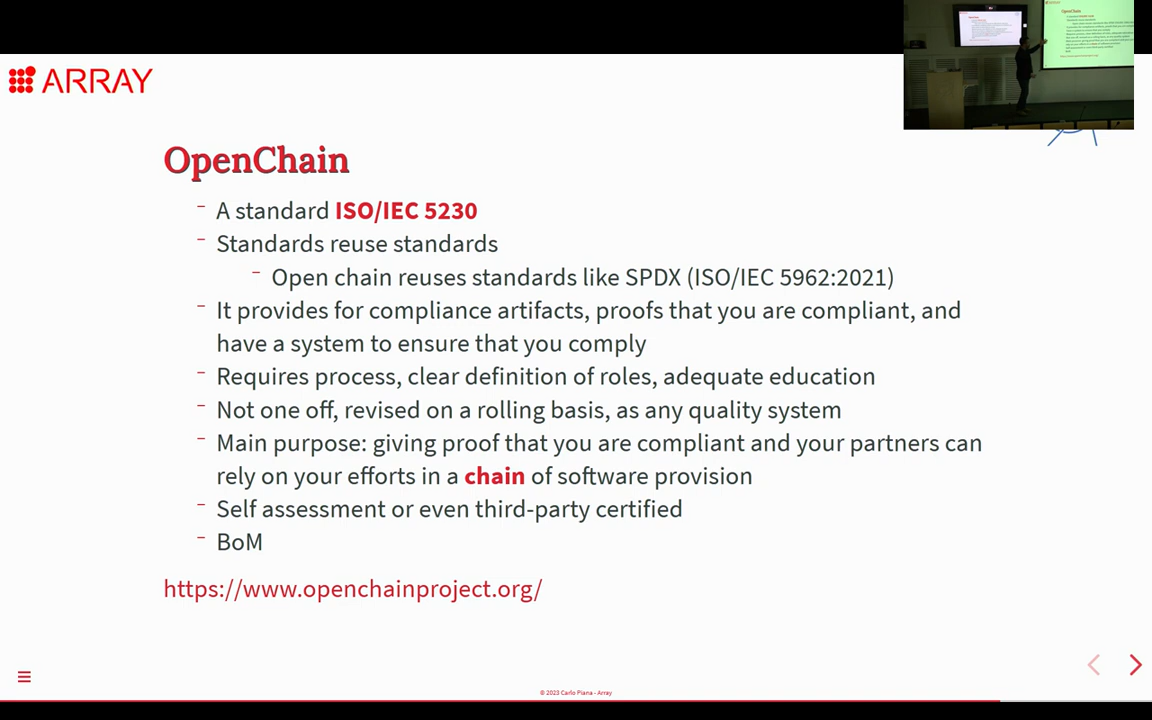 ARRAY
OpenChain
A standard ISO/IEC 5230
Standards reuse standards
Open chain reuses standards like SPDX (ISO/IEC 5962:2021)
It provides for compliance artifacts, proofs that you are compliant, and
have a system to ensure that you comply
Requires process, clear definition of roles, adequate education
Not one off, revised on a rolling basis, as any quality system
Main purpose: giving proof that you are compliant and your partners can
rely on your efforts in a chain of software provision
Self assessment or even third-party certified
BoM
https://www.openchainproject.org/
© 2023 Carlo Piana - Array